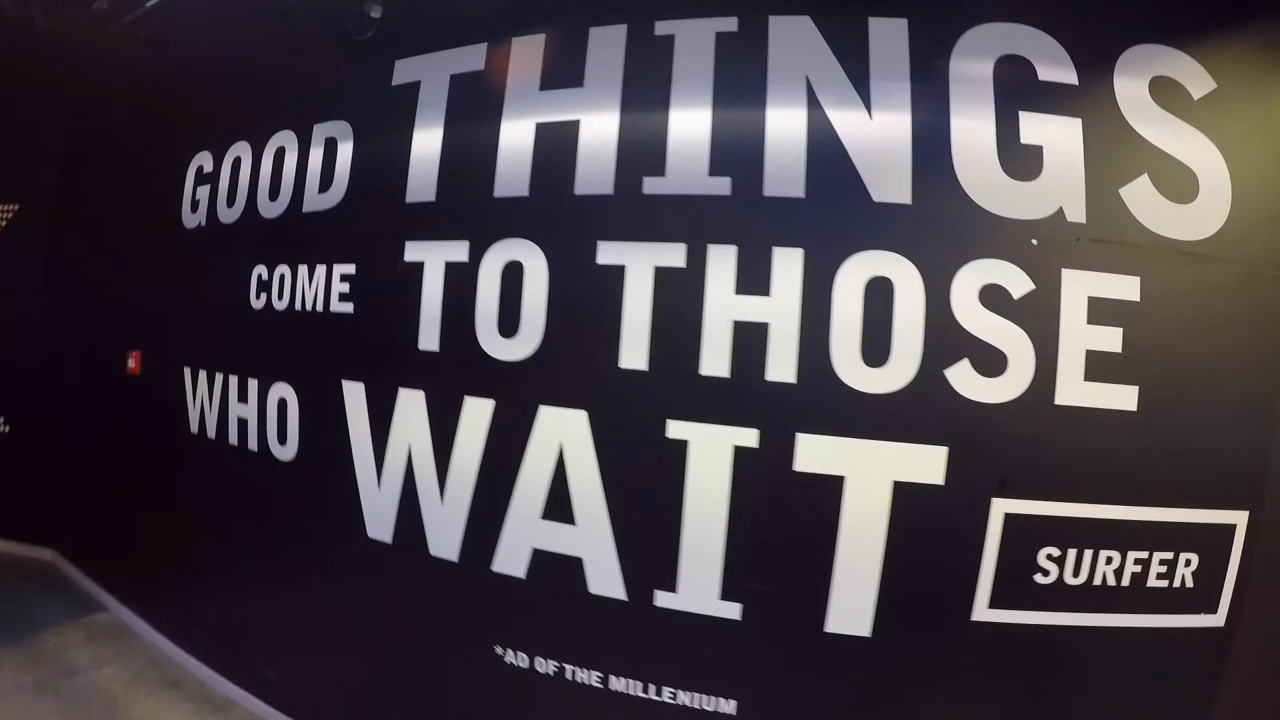 GOOD THINGS
COME TO THOSE
WHO WAIT
SURFER
*AD OF THE MILLENIUM